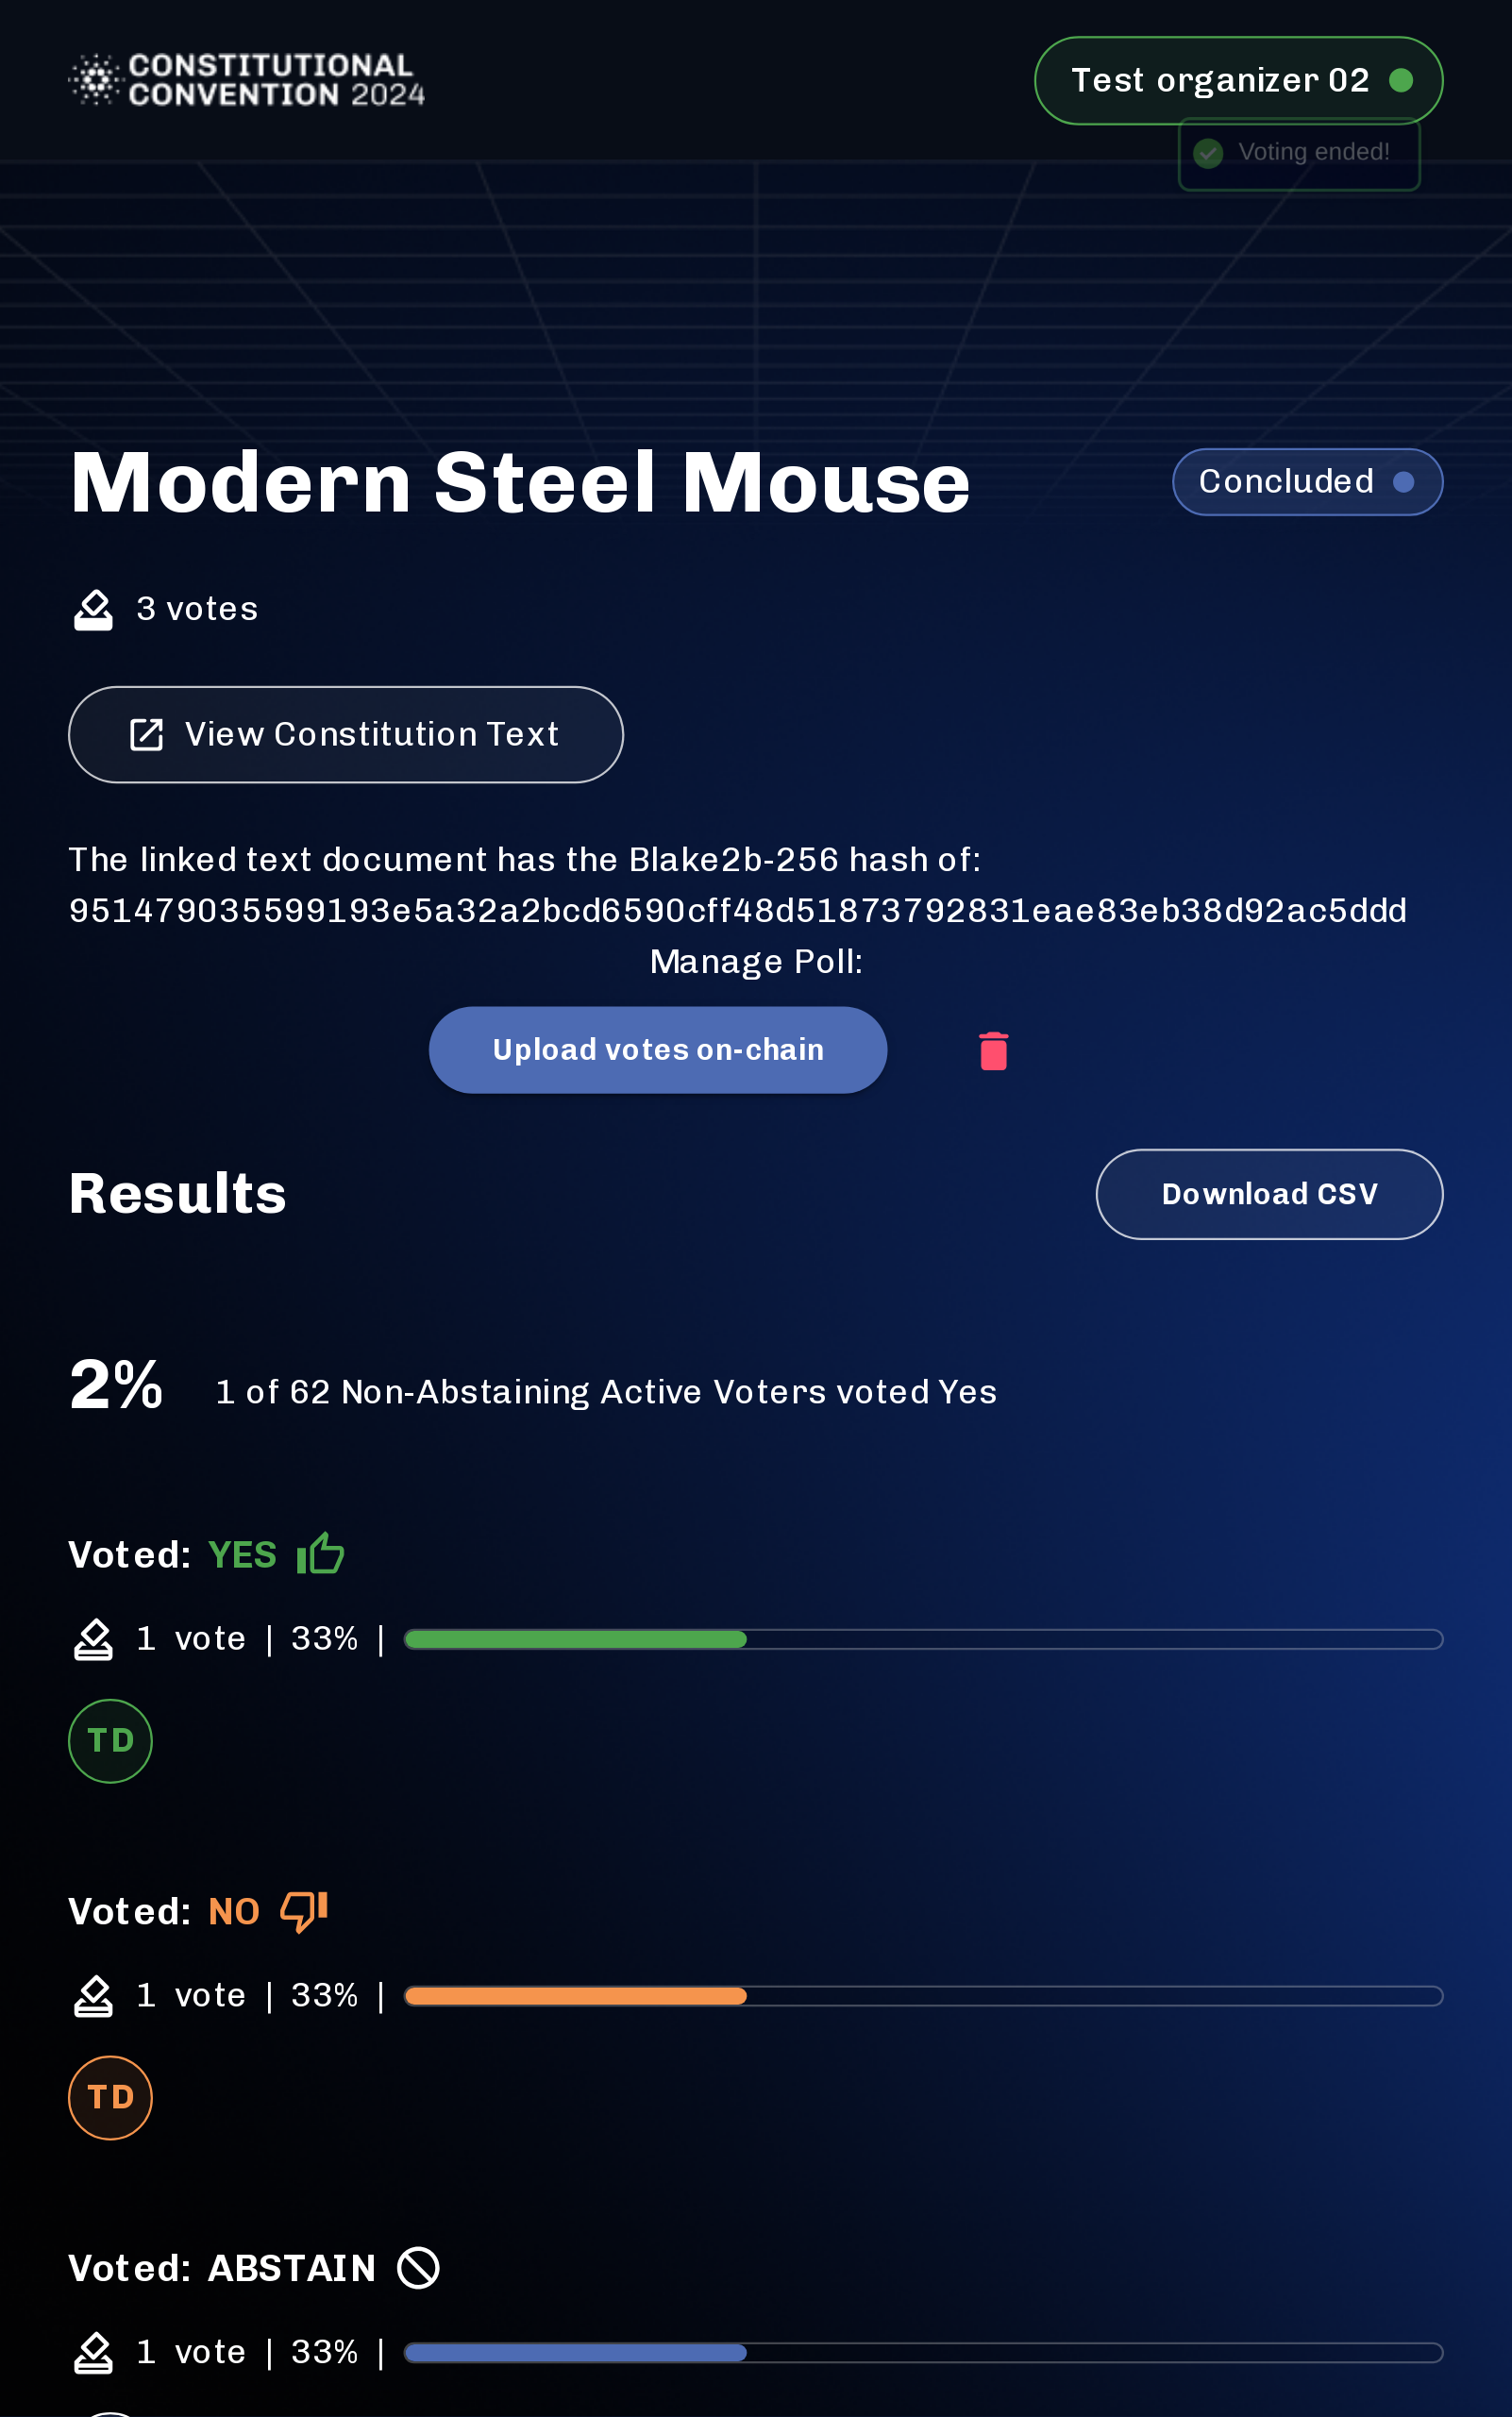 CONSTITUTIONAL
CONVENTION 2024
Test organizer 02
Voting ended!
Modern Steel Mouse
Concluded
3 votes
View Constitution Text
The linked text document has the Blake2b-256 hash of:
951479035599193e5a32a2bcd6590cff48d51873792831eae83eb38d92ac5ddd
Manage Poll:
Upload votes on-chain
Results
Download CSV
2%
1 of 62 Non-Abstaining Active Voters voted Yes
Voted: YES
1 vote | 33% |
TD
Voted: NO
1 vote | 33% |
TD
Voted: ABSTAIN
1 vote | 33% |